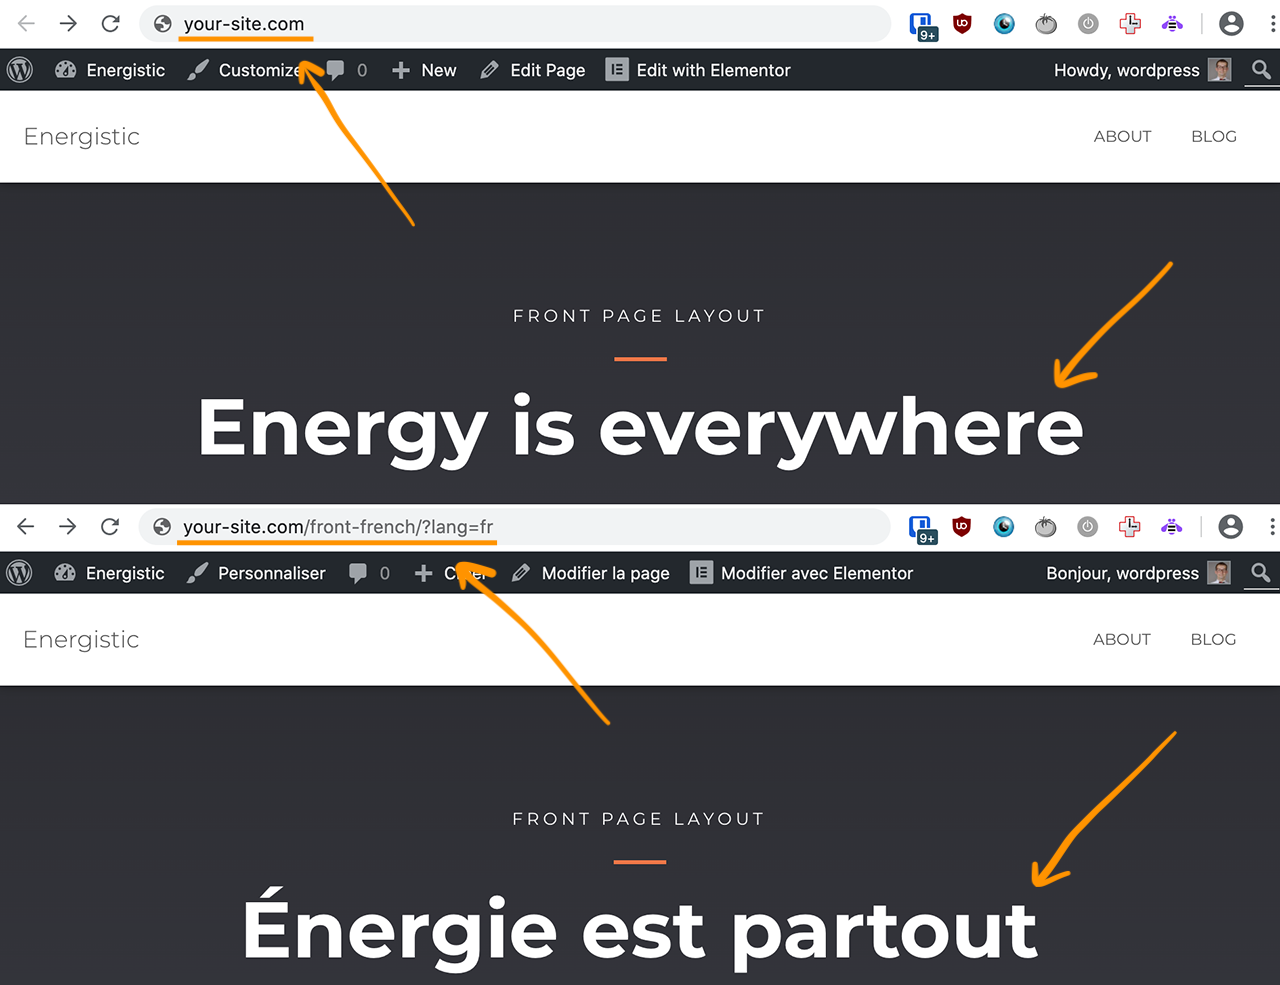 your-site.com
9+
Energistic Customize 0 New Edit Page Edit with Elementor Howdy, wordpress
Energistic ABOUT BLOG
FRONT PAGE LAYOUT
Energy is everywhere
your-site.com/front-french/?lang=fr
9+
Energistic Personnaliser 0 Modifier la page Modifier avec Elementor Bonjour, wordpress
Energistic ABOUT BLOG
FRONT PAGE LAYOUT
Énergie est partout